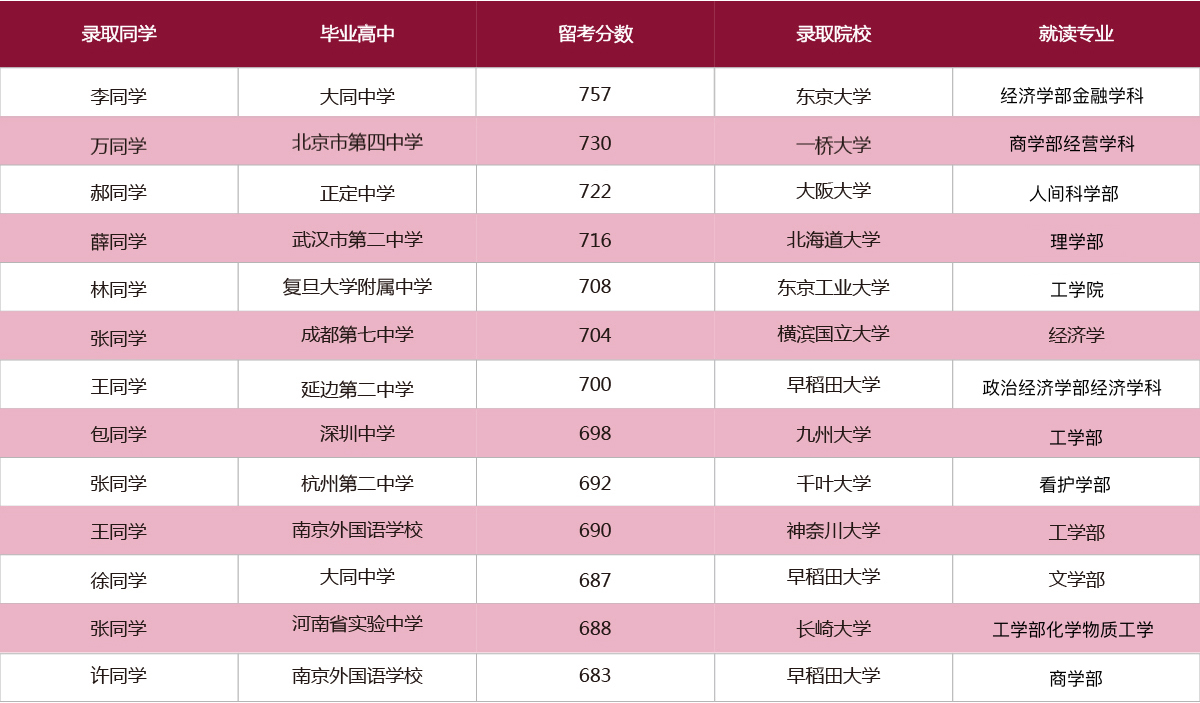 录取同学 毕业高中 留考分数 录取院校 就读专业
李同学 大同中学 757 东京大学 经济学部金融学科
万同学 北京市第四中学 730 一桥大学 商学部经营学科
郝同学 正定中学 722 大阪大学 人间科学部
薛同学 武汉市第二中学 716 北海道大学 理学部
林同学 复旦大学附属中学 708 东京工业大学 工学院
张同学 成都第七中学 704 横滨国立大学 经济学
王同学 延边第二中学 700 早稻田大学 政治经济学部经济学科
包同学 深圳中学 698 九州大学 工学部
张同学 杭州第二中学 692 千叶大学 看护学部
王同学 南京外国语学校 690 神奈川大学 工学部
徐同学 大同中学 687 早稻田大学 文学部
张同学 河南省实验中学 688 长崎大学 工学部化学物质工学
许同学 南京外国语学校 683 早稻田大学 商学部